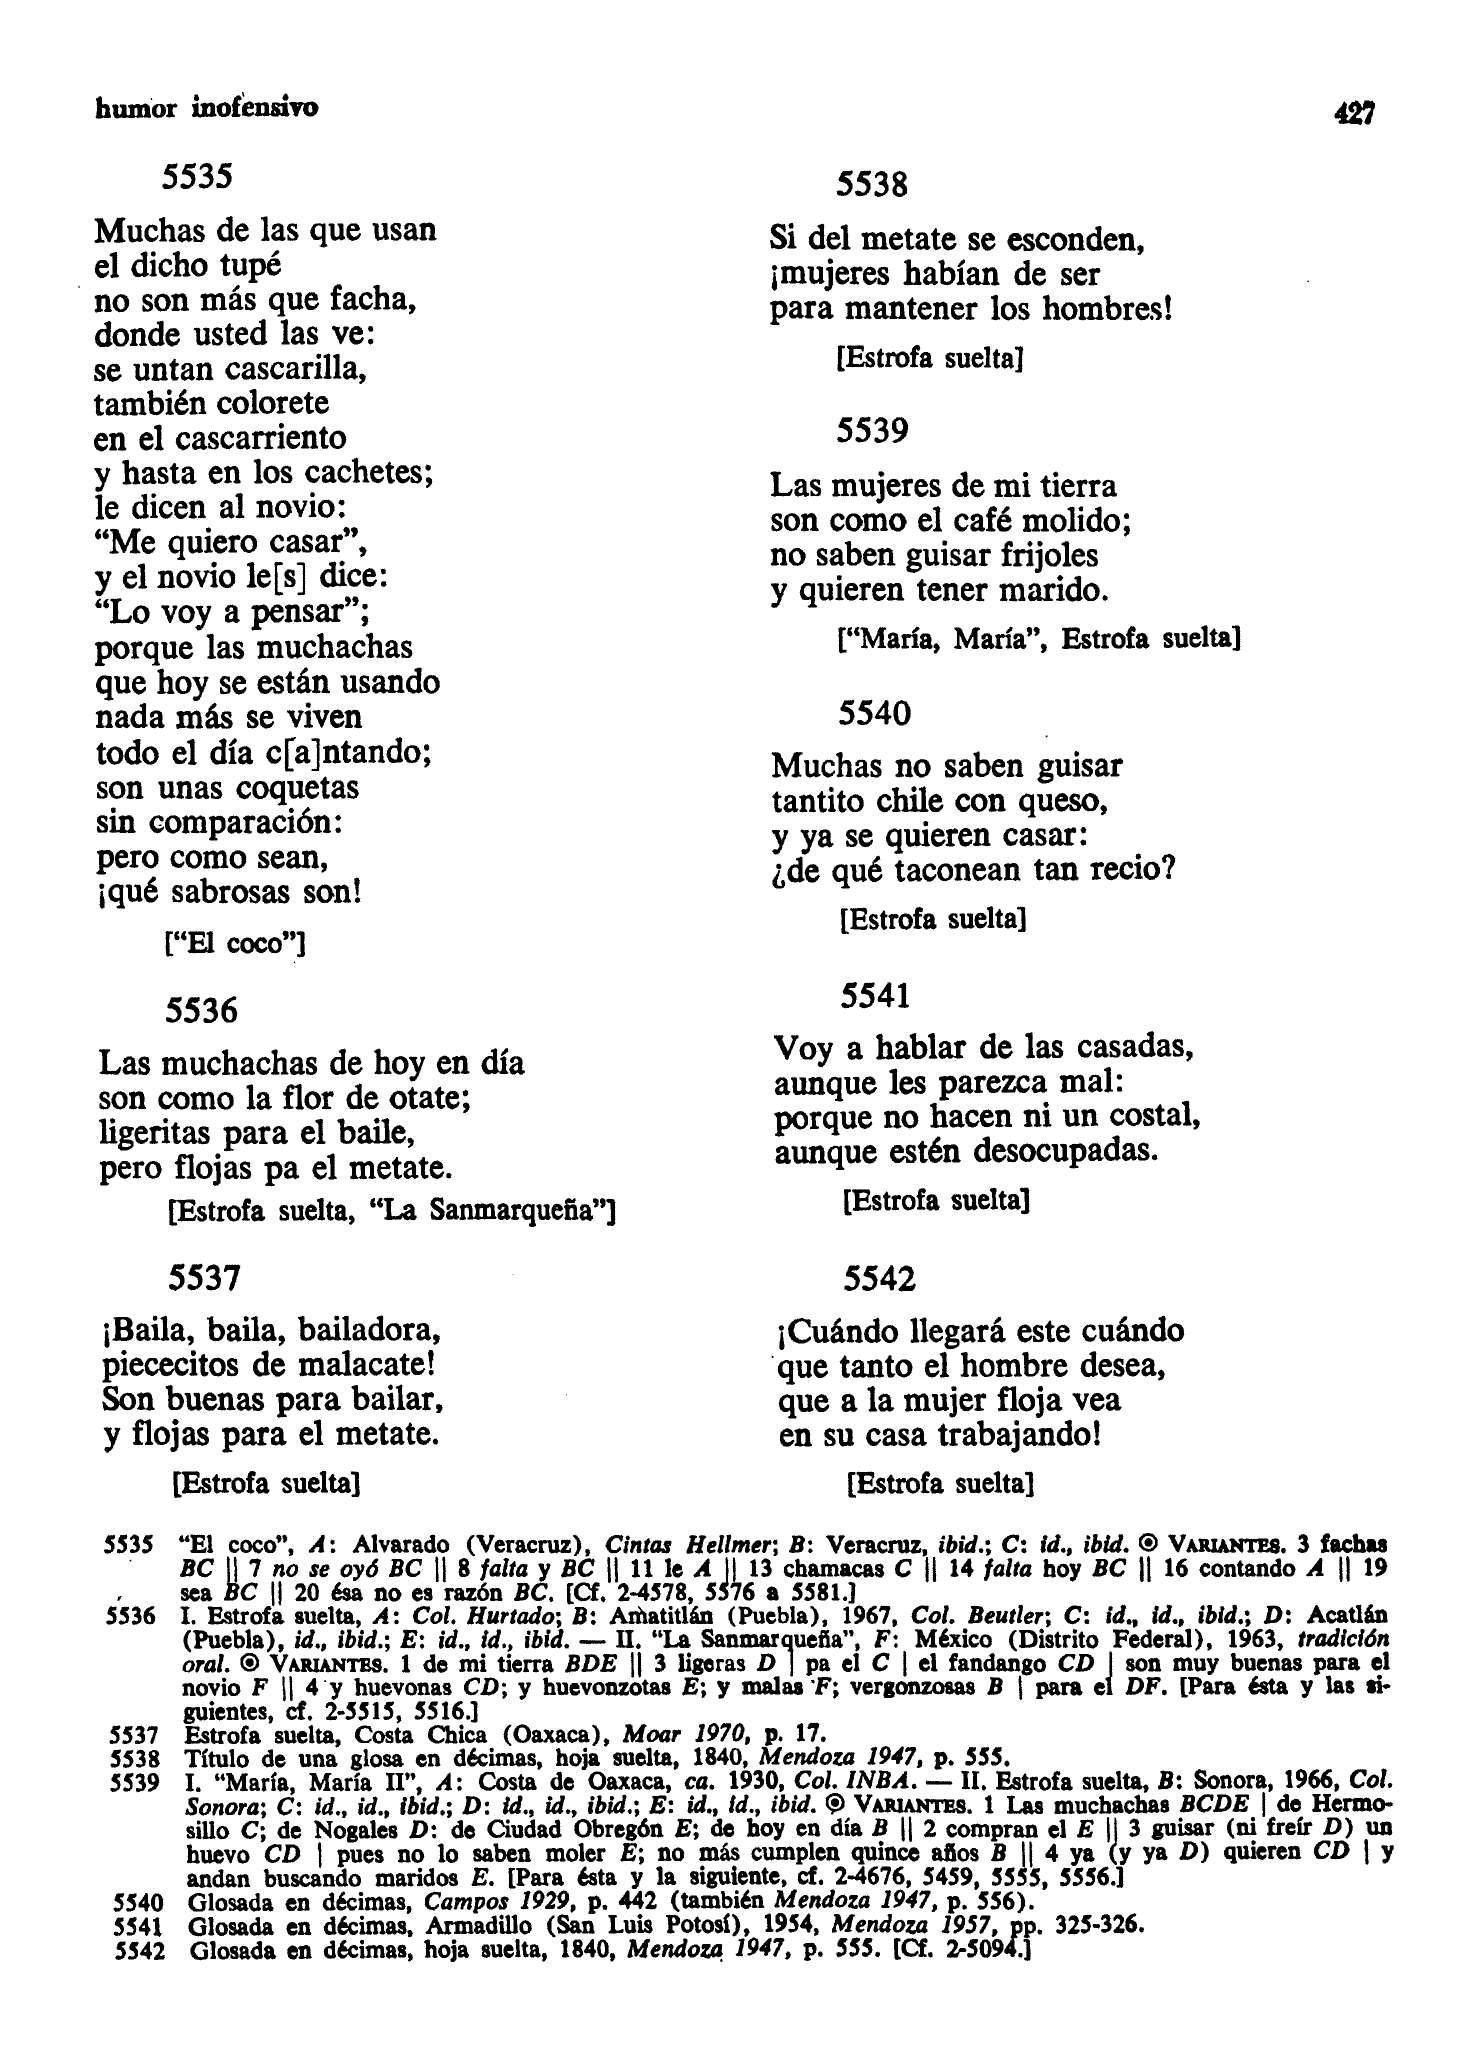 humor inofensivo
427
5535
Muchas de las que usan
el dicho tupé
no son más que facha,
donde usted las ve:
se untan cascarilla,
también colorete
en el cascarriento
y hasta en los cachetes;
le dicen al novio:
“Me quiero casar”,
y el novio le[s] dice:
“Lo voy a pensar”;
porque las muchachas
que hoy se están usando
nada más se viven
todo el día c[a]ntando;
son unas coquetas
sin comparación:
pero como sean,
¡qué sabrosas son!
[“El coco”]
5536
Las muchachas de hoy en día
son como la flor de otate;
ligeritas para el baile,
pero flojas pa el metate.
[Estrofa suelta, “La Sanmarqueña”]
5537
¡Baila, baila, bailadora,
piececitos de malacate!
Son buenas para bailar,
y flojas para el metate.
[Estrofa suelta]
5538
Si del metate se esconden,
¡mujeres habían de ser
para mantener los hombres!
[Estrofa suelta]
5539
Las mujeres de mi tierra
son como el café molido;
no saben guisar frijoles
y quieren tener marido.
[“María, María”, Estrofa suelta]
5540
Muchas no saben guisar
tantito chile con queso,
y ya se quieren casar:
¿de qué taconean tan recio?
[Estrofa suelta]
5541
Voy a hablar de las casadas,
aunque les parezca mal:
porque no hacen ni un costal,
aunque estén desocupadas.
[Estrofa suelta]
5542
¡Cuándo llegará este cuándo
que tanto el hombre desea,
que a la mujer floja vea
en su casa trabajando!
[Estrofa suelta]
5535 “El coco”, A: Alvarado (Veracruz), Cintas Hellmer; B: Veracruz, ibid.; C: id., ibid. ⊙ VARIANTES. 3 fachas
BC || 7 no se oyó BC || 8 falta y BC || 11 le A || 13 chamacas C || 14 falta hoy BC || 16 contando A || 19
sea BC || 20 ésa no es razón BC. [Cf. 2-4578, 5576 a 5581.]
5536 I. Estrofa suelta, A: Col. Hurtado; B: Amatitlán (Puebla), 1967, Col. Beutler; C: id., id., ibid.; D: Acatlán
(Puebla), id., ibid.; E: id., id., ibid. — II. “La Sanmarqueña”, F: México (Distrito Federal), 1963, tradición
oral. ⊙ VARIANTES. 1 de mi tierra BDE || 3 ligeras D | pa el C | el fandango CD | son muy buenas para el
novio F || 4 y huevonas CD; y huevonzotas E; y malas F; vergonzosas B | para el DF. [Para ésta y las si-
guientes, cf. 2-5515, 5516.]
5537 Estrofa suelta, Costa Chica (Oaxaca), Moar 1970, p. 17.
5538 Título de una glosa en décimas, hoja suelta, 1840, Mendoza 1947, p. 555.
5539 I. “María, María II”, A: Costa de Oaxaca, ca. 1930, Col. INBA. — II. Estrofa suelta, B: Sonora, 1966, Col.
Sonora; C: id., id., ibid.; D: id., id., ibid.; E: id., id., ibid. ⊙ VARIANTES. 1 Las muchachas BCDE | de Hermo-
sillo C; de Nogales D: de Ciudad Obregón E; de hoy en día B || 2 compran el E || 3 guisar (ni freír D) un
huevo CD | pues no lo saben moler E; no más cumplen quince años B || 4 ya (y ya D) quieren CD | y
andan buscando maridos E. [Para ésta y la siguiente, cf. 2-4676, 5459, 5555, 5556.]
5540 Glosada en décimas, Campos 1929, p. 442 (también Mendoza 1947, p. 556).
5541 Glosada en décimas, Armadillo (San Luis Potosí), 1954, Mendoza 1957, pp. 325-326.
5542 Glosada en décimas, hoja suelta, 1840, Mendoza 1947, p. 555. [Cf. 2-5094.]